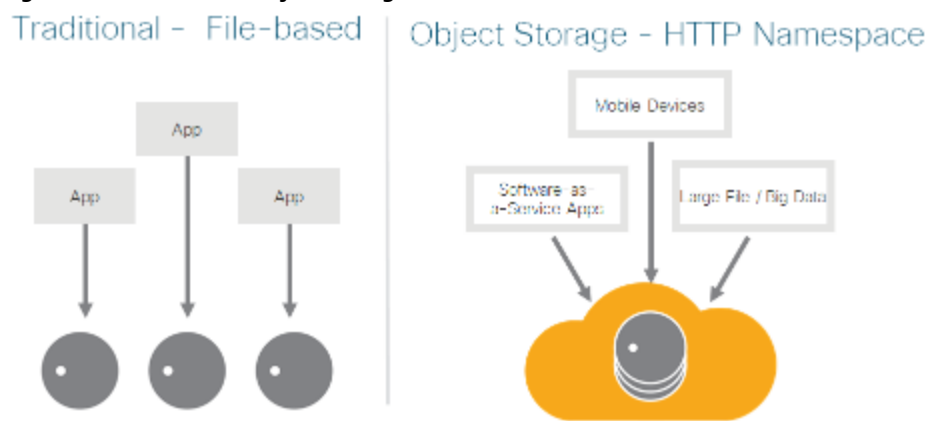 Traditional - File-based
Object Storage - HTTP Namespace
App
App
App
Mobile Devices
Software-as-
a-Service Apps
Large File / Big Data